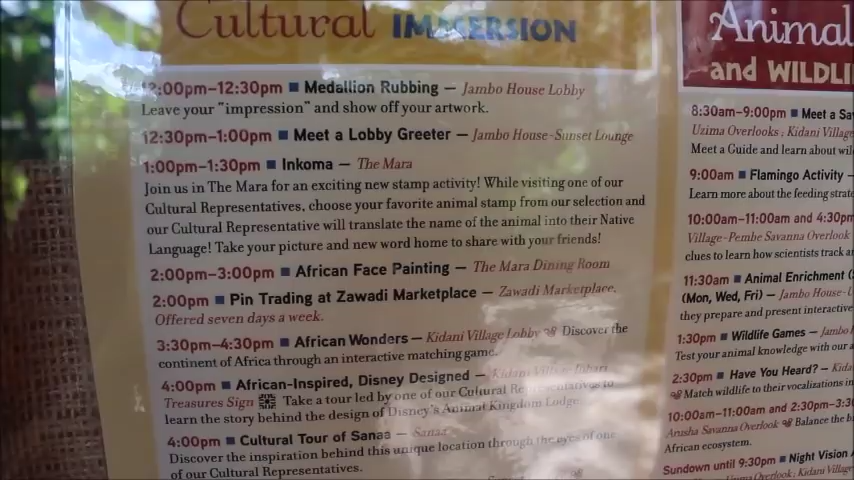 Cultural IMMERSION
2:00pm–12:30pm ■ Medallion Rubbing — Jambo House Lobby
Leave your "impression" and show off your artwork.
12:30pm–1:00pm ■ Meet a Lobby Greeter — Jambo House-Sunset Lounge
1:00pm–1:30pm ■ Inkoma — The Mara
Join us in The Mara for an exciting new stamp activity! While visiting one of our
Cultural Representatives, choose your favorite animal stamp from our selection and
our Cultural Representative will translate the name of the animal into their Native
Language! Take your picture and new word home to share with your friends!
2:00pm–3:00pm ■ African Face Painting — The Mara Dining Room
2:00pm ■ Pin Trading at Zawadi Marketplace — Zawadi Marketplace.
Offered seven days a week.
3:30pm–4:30pm ■ African Wonders — Kidani Village Lobby Discover the
continent of Africa through an interactive matching game.
4:00pm ■ African-Inspired, Disney Designed — Kidani Village Johari
Treasures Sign Take a tour led by one of our Cultural Representatives to
learn the story behind the design of Disney's Animal Kingdom Lodge.
4:00pm ■ Cultural Tour of Sanaa — Sanaa
Discover the inspiration behind this unique location through the eyes of one
of our Cultural Representatives.
Animal
and WILDLI
8:30am–9:00pm ■ Meet a Sa
Uzima Overlooks, Kidani Village
Meet a Guide and learn about wil
9:00am ■ Flamingo Activity —
Learn more about the feeding strate
10:00am–11:00am and 4:30pm
Village-Pembe Savanna Overlook
clues to learn how scientists track a
11:30am ■ Animal Enrichment (
(Mon, Wed, Fri) — Jambo House-U
they prepare and present interactive
1:30pm ■ Wildlife Games — Jambo
Test your animal knowledge with our a
2:30pm ■ Have You Heard? — Kida
Match wildlife to their vocalizations in
10:00am–11:00am and 2:30pm–3:30
Arusha Savanna Overlook Balance the b
African ecosystem.
Sundown until 9:30pm ■ Night Vision
Uzima Overlook, Kidani Villag